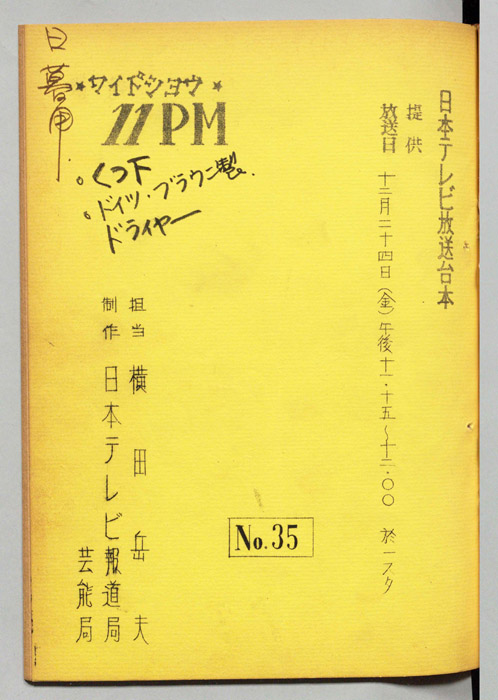 日本テレビ放送台本
提供
放送日 十二月二十四日(金)午後十一・十五〜十二・〇〇 於一スタ
★ワイドショウ★
11PM
日暮里
。くつ下
。ドイツ・ブラウン製
ドライヤー
担当 横田岳夫
制作 日本テレビ報道局
芸能局
No.35